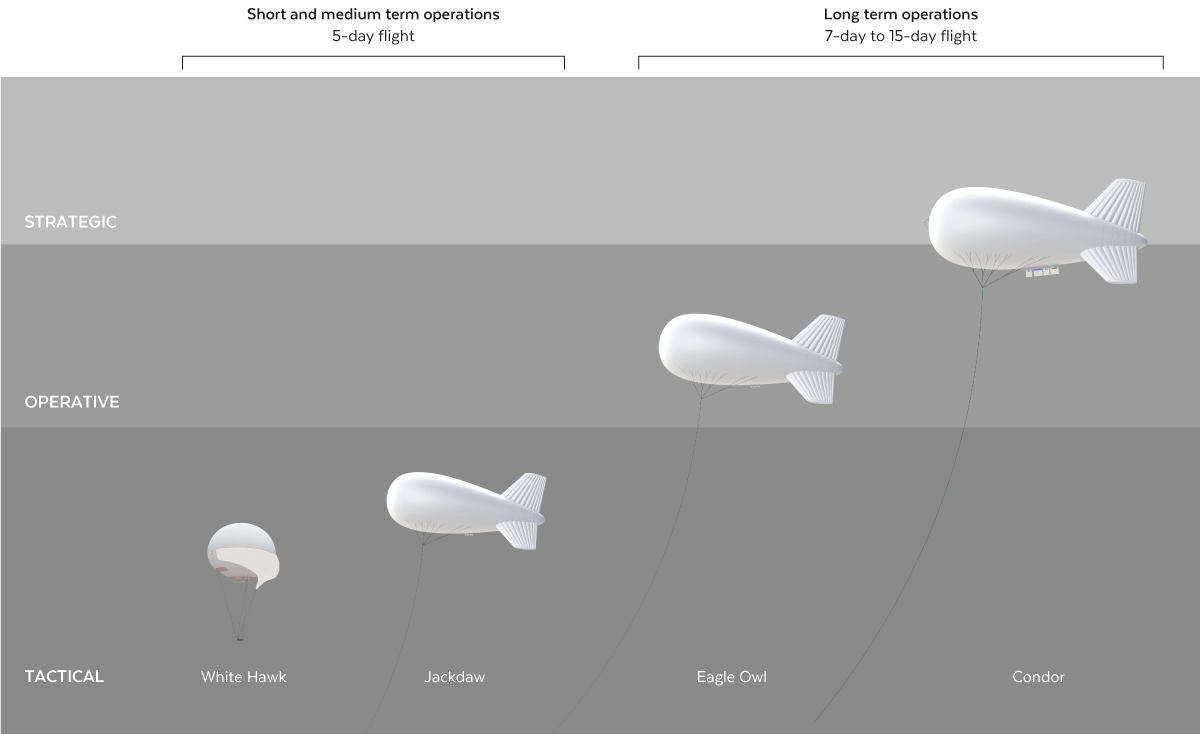 Short and medium term operations
5-day flight
Long term operations
7-day to 15-day flight
STRATEGIC
OPERATIVE
TACTICAL
White Hawk
Jackdaw
Eagle Owl
Condor